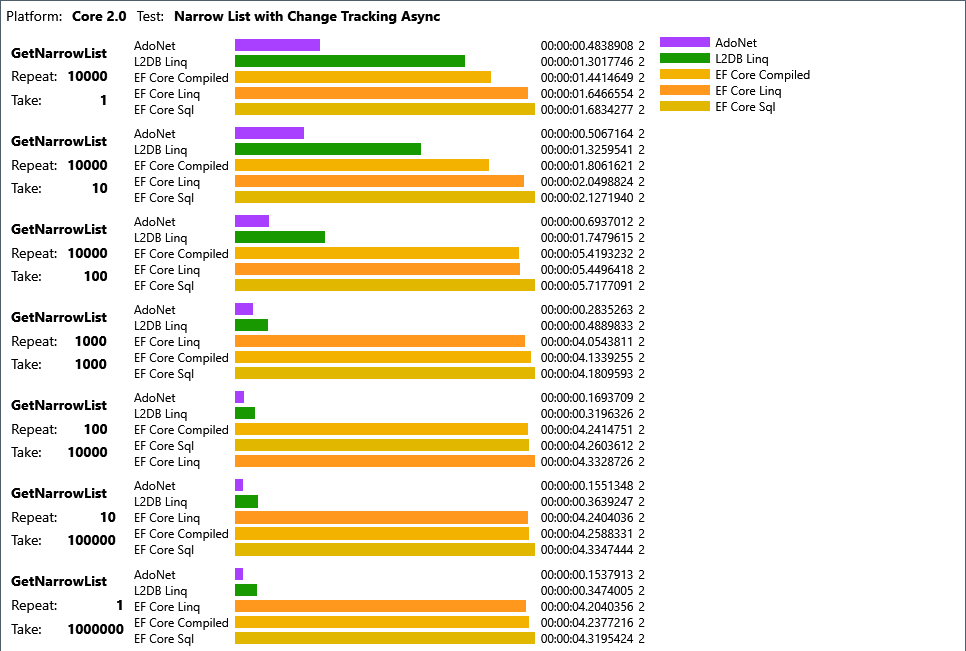 Platform: Core 2.0 Test: Narrow List with Change Tracking Async
GetNarrowList
Repeat: 10000
Take: 1
AdoNet 00:00:00.4838908 2
L2DB Linq 00:00:01.3017746 2
EF Core Compiled 00:00:01.4414649 2
EF Core Linq 00:00:01.6466554 2
EF Core Sql 00:00:01.6834277 2
AdoNet
L2DB Linq
EF Core Compiled
EF Core Linq
EF Core Sql
GetNarrowList
Repeat: 10000
Take: 10
AdoNet 00:00:00.5067164 2
L2DB Linq 00:00:01.3259541 2
EF Core Compiled 00:00:01.8061621 2
EF Core Linq 00:00:02.0498824 2
EF Core Sql 00:00:02.1271940 2
GetNarrowList
Repeat: 10000
Take: 100
AdoNet 00:00:00.6937012 2
L2DB Linq 00:00:01.7479615 2
EF Core Compiled 00:00:05.4193232 2
EF Core Linq 00:00:05.4496418 2
EF Core Sql 00:00:05.7177091 2
GetNarrowList
Repeat: 1000
Take: 1000
AdoNet 00:00:00.2835263 2
L2DB Linq 00:00:00.4889833 2
EF Core Linq 00:00:04.0543811 2
EF Core Compiled 00:00:04.1339255 2
EF Core Sql 00:00:04.1809593 2
GetNarrowList
Repeat: 100
Take: 10000
AdoNet 00:00:00.1693709 2
L2DB Linq 00:00:00.3196326 2
EF Core Compiled 00:00:04.2414751 2
EF Core Sql 00:00:04.2603612 2
EF Core Linq 00:00:04.3328726 2
GetNarrowList
Repeat: 10
Take: 100000
AdoNet 00:00:00.1551348 2
L2DB Linq 00:00:00.3639247 2
EF Core Linq 00:00:04.2404036 2
EF Core Compiled 00:00:04.2588331 2
EF Core Sql 00:00:04.3347444 2
GetNarrowList
Repeat: 1
Take: 1000000
AdoNet 00:00:00.1537913 2
L2DB Linq 00:00:00.3474005 2
EF Core Linq 00:00:04.2040356 2
EF Core Compiled 00:00:04.2377216 2
EF Core Sql 00:00:04.3195424 2